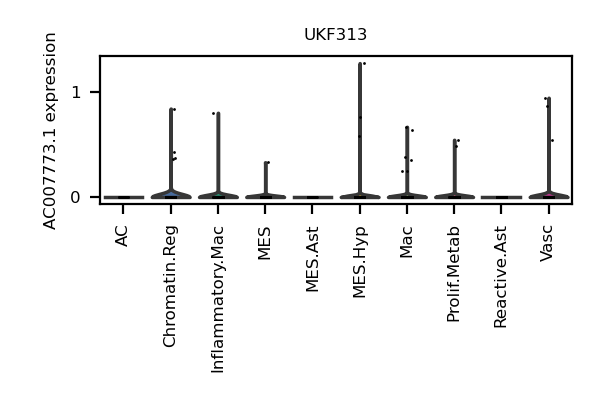 UKF313
AC007773.1 expression
1
0
AC
Chromatin.Reg
Inflammatory.Mac
MES
MES.Ast
MES.Hyp
Mac
Prolif.Metab
Reactive.Ast
Vasc